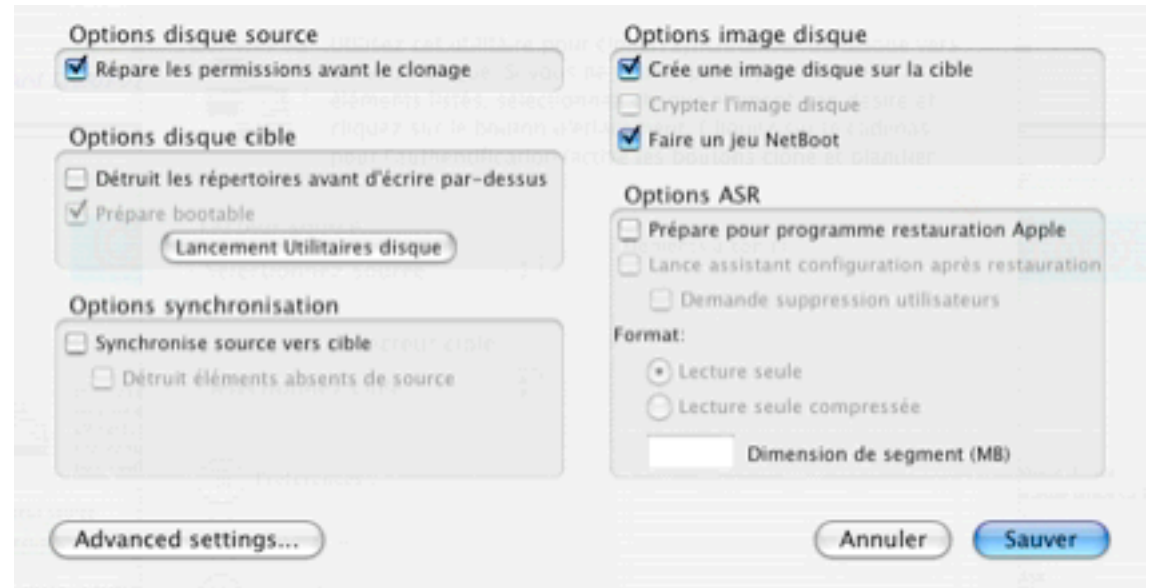 Options disque source
Répare les permissions avant le clonage
Options disque cible
Détruit les répertoires avant d'écrire par-dessus
Prépare bootable
Lancement Utilitaires disque
Options synchronisation
Synchronise source vers cible
Détruit éléments absents de source
Options image disque
Crée une image disque sur la cible
Crypter l'image disque
Faire un jeu NetBoot
Options ASR
Prépare pour programme restauration Apple
Lance assistant configuration après restauration
Demande suppression utilisateurs
Format:
Lecture seule
Lecture seule compressée
Dimension de segment (MB)
Advanced settings...
Annuler
Sauver